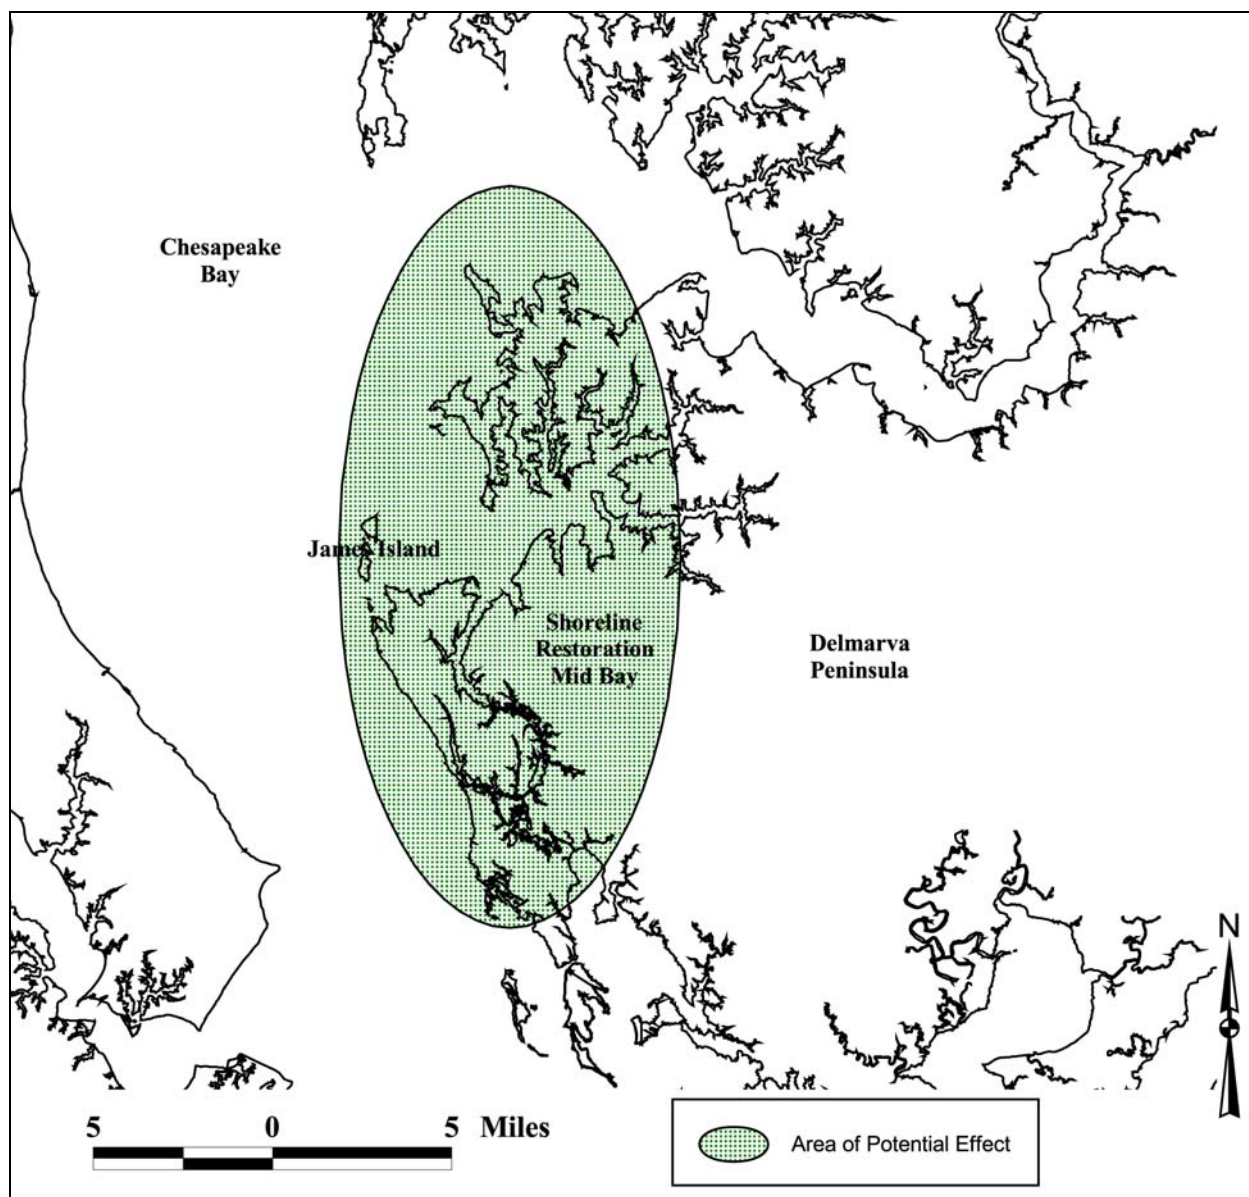 Chesapeake
Bay
James Island
Shoreline
Restoration
Mid Bay
Delmarva
Peninsula
N
5 0 5 Miles
Area of Potential Effect